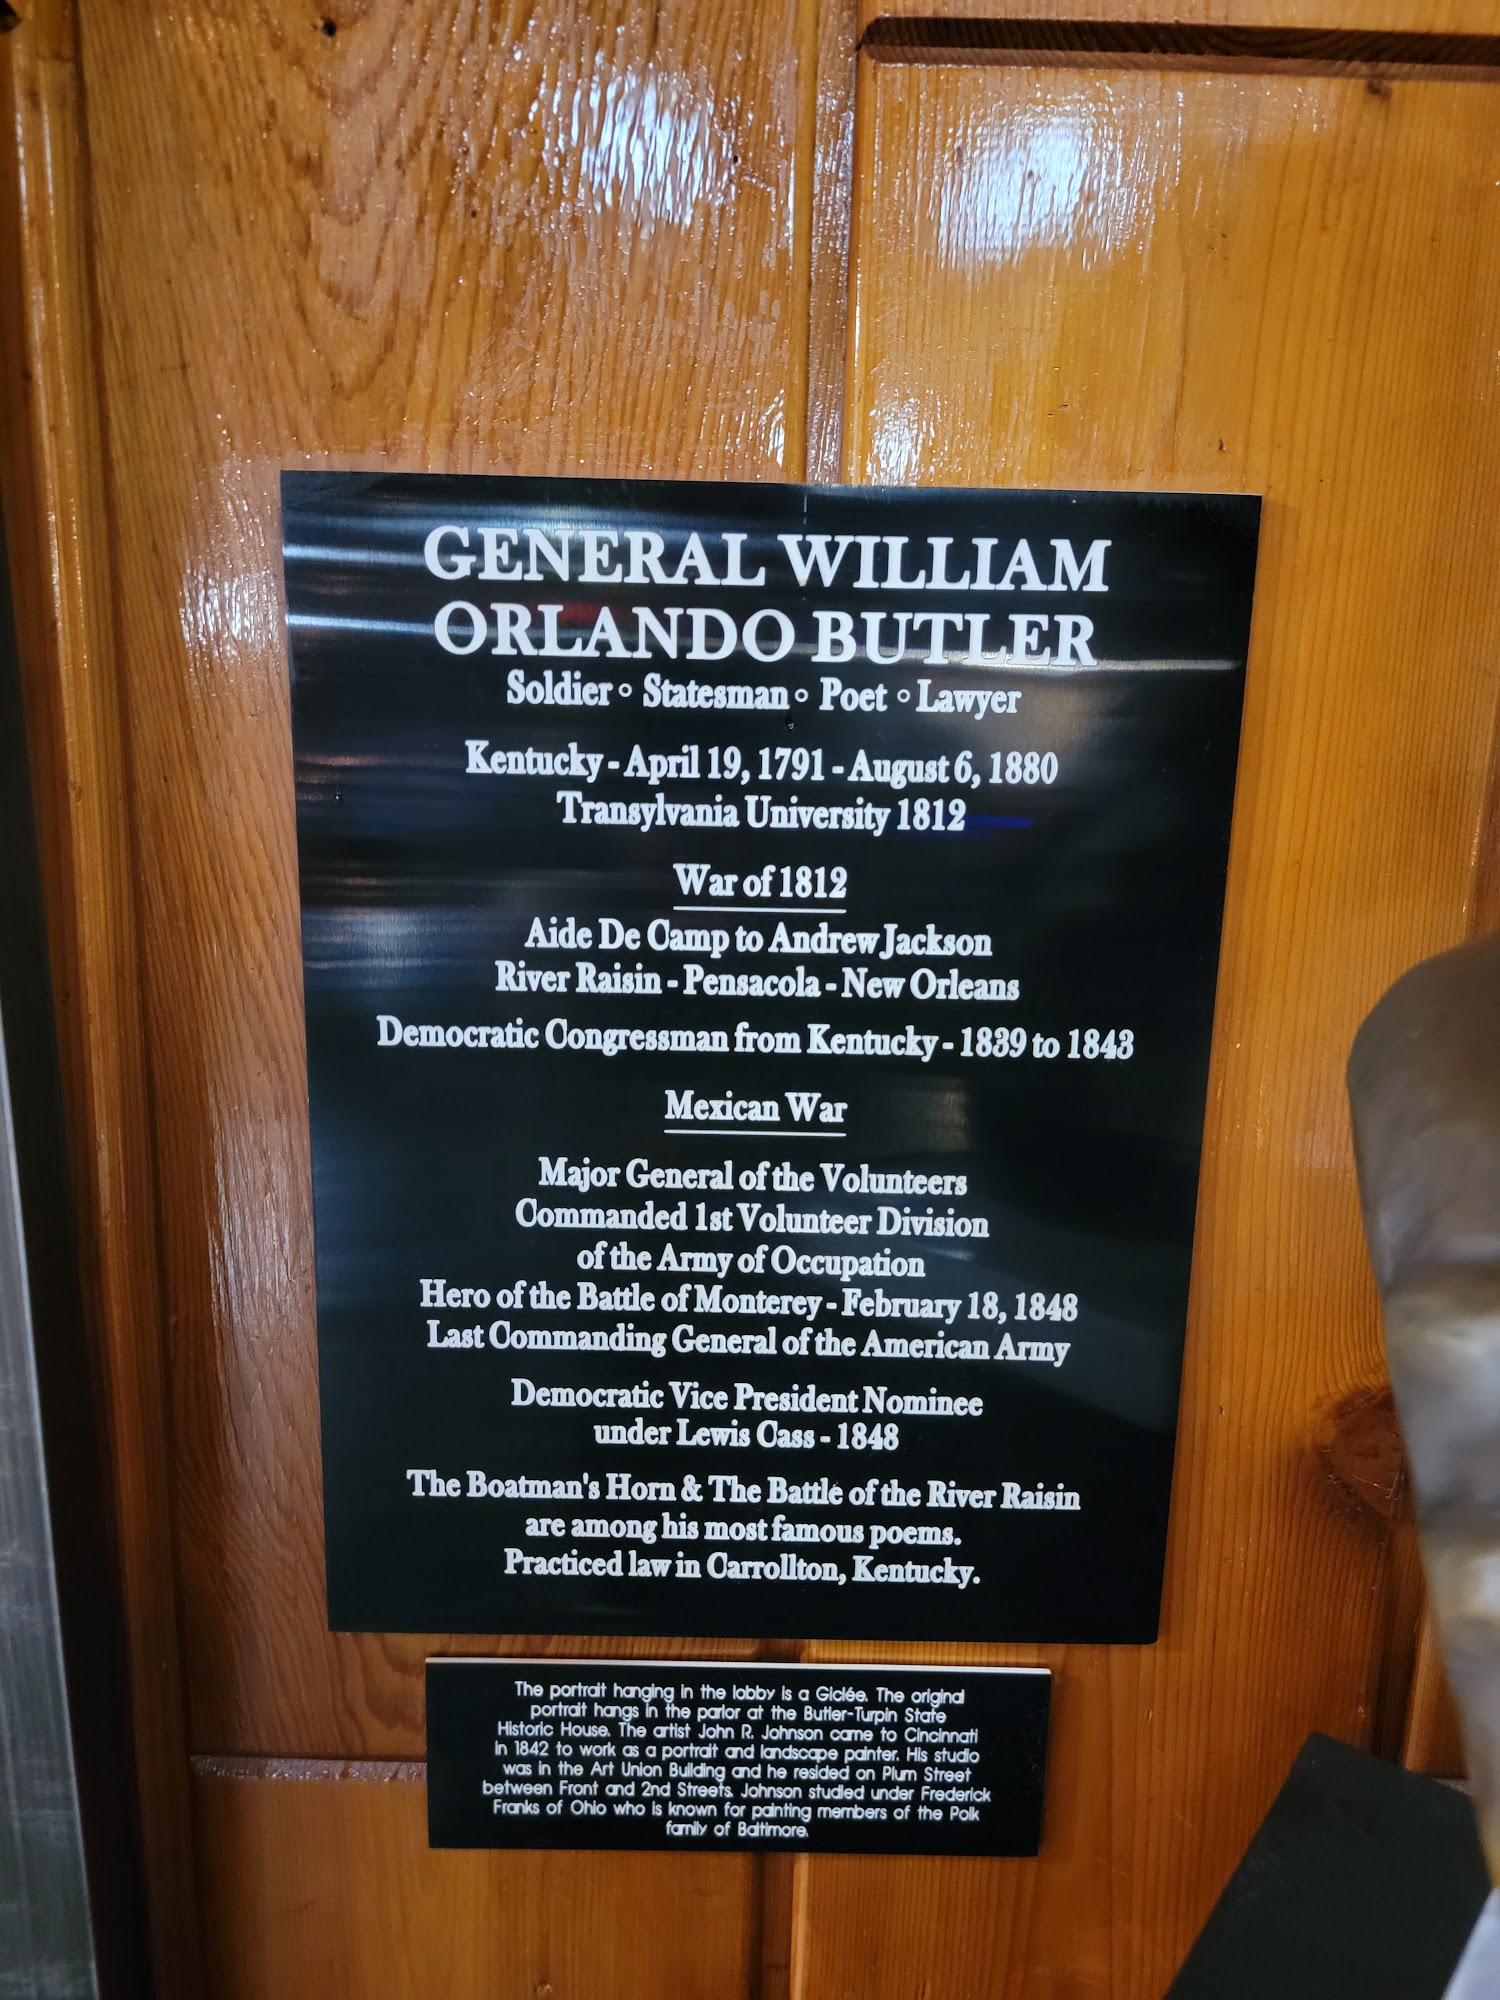 GENERAL WILLIAM
ORLANDO BUTLER
Soldier ◦ Statesman ◦ Poet ◦ Lawyer
Kentucky - April 19, 1791 - August 6, 1880
Transylvania University 1812
War of 1812
Aide De Camp to Andrew Jackson
River Raisin - Pensacola - New Orleans
Democratic Congressman from Kentucky - 1839 to 1843
Mexican War
Major General of the Volunteers
Commanded 1st Volunteer Division
of the Army of Occupation
Hero of the Battle of Monterey - February 18, 1848
Last Commanding General of the American Army
Democratic Vice President Nominee
under Lewis Cass - 1848
The Boatman's Horn & The Battle of the River Raisin
are among his most famous poems.
Practiced law in Carrollton, Kentucky.
The portrait hanging in the lobby is a Giclée. The original
portrait hangs in the parlor at the Butler-Turpin State
Historic House. The artist John R. Johnson came to Cincinnati
in 1842 to work as a portrait and landscape painter. His studio
was in the Art Union Building and he resided on Plum Street
between Front and 2nd Streets. Johnson studied under Frederick
Franks of Ohio who is known for painting members of the Polk
family of Baltimore.